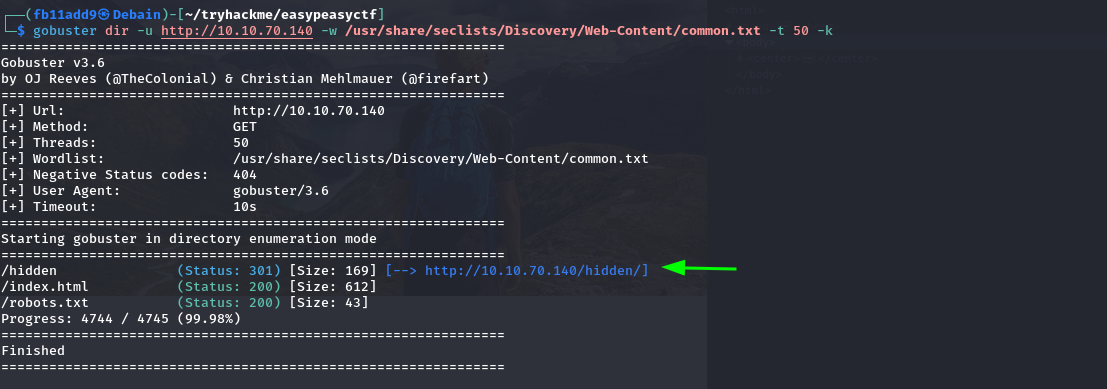 ┌──(fb11add9㉿Debain)-[~/tryhackme/easypeasyctf]
└─$ gobuster dir -u http://10.10.70.140 -w /usr/share/seclists/Discovery/Web-Content/common.txt -t 50 -k
===============================================================
Gobuster v3.6
by OJ Reeves (@TheColonial) & Christian Mehlmauer (@firefart)
===============================================================
[+] Url:                     http://10.10.70.140
[+] Method:                  GET
[+] Threads:                 50
[+] Wordlist:                /usr/share/seclists/Discovery/Web-Content/common.txt
[+] Negative Status codes:   404
[+] User Agent:              gobuster/3.6
[+] Timeout:                 10s
===============================================================
Starting gobuster in directory enumeration mode
===============================================================
/hidden               (Status: 301) [Size: 169] [--> http://10.10.70.140/hidden/]
/index.html           (Status: 200) [Size: 612]
/robots.txt           (Status: 200) [Size: 43]
Progress: 4744 / 4745 (99.98%)
===============================================================
Finished
===============================================================